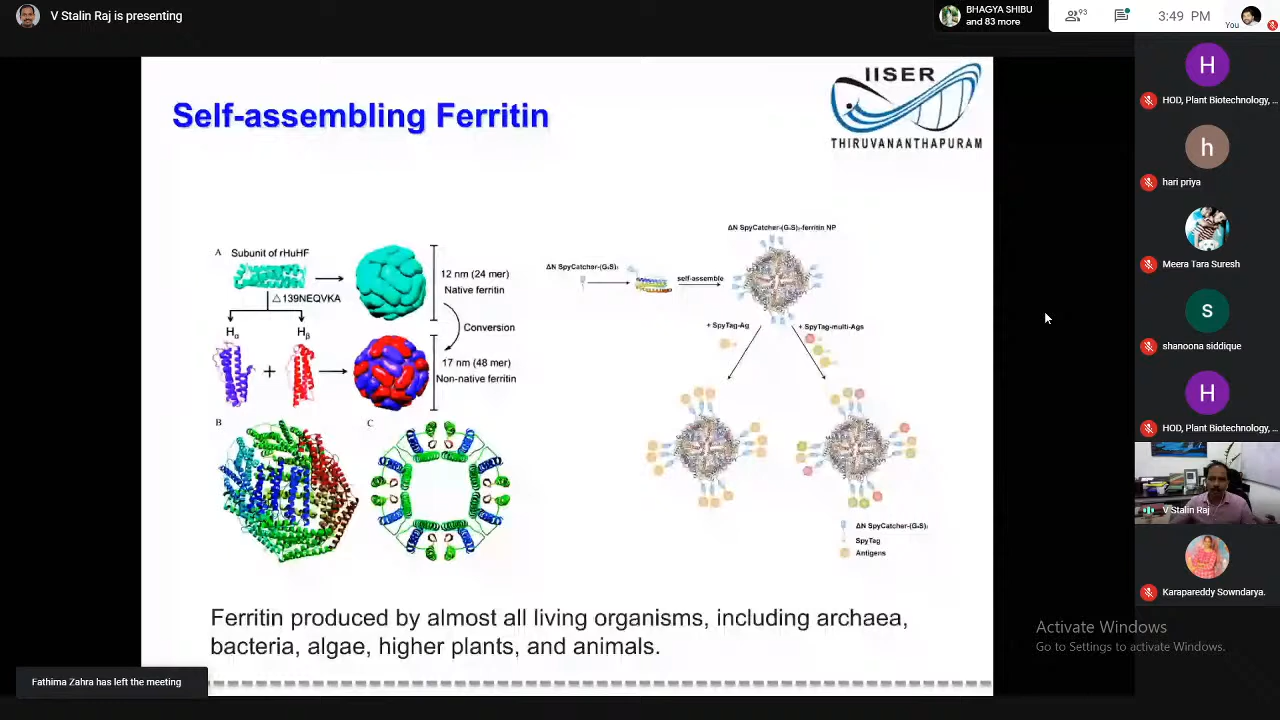 V Stalin Raj is presenting
BHAGYA SHIBU
and 83 more
93
3:49 PM
You
Self-assembling Ferritin
IISER
THIRUVANANTHAPURAM
A
Subunit of rHuHF
△139NEQVKA
Hα
Hβ
+
12 nm (24 mer)
Native ferritin
Conversion
17 nm (48 mer)
Non-native ferritin
B
C
ΔN SpyCatcher-(G₄S)₃-ferritin NP
ΔN SpyCatcher-(G₄S)₃
self-assemble
+ SpyTag-Ag
+ SpyTag-multi-Ags
ΔN SpyCatcher-(G₄S)₃
SpyTag
Antigens
Ferritin produced by almost all living organisms, including archaea,
bacteria, algae, higher plants, and animals.
H
HOD, Plant Biotechnology, ...
h
hari priya
Meera Tara Suresh
s
shanoona siddique
H
HOD, Plant Biotechnology, ...
V Stalin Raj
Karapareddy Sowndarya.
Activate Windows
Go to Settings to activate Windows.
Fathima Zahra has left the meeting